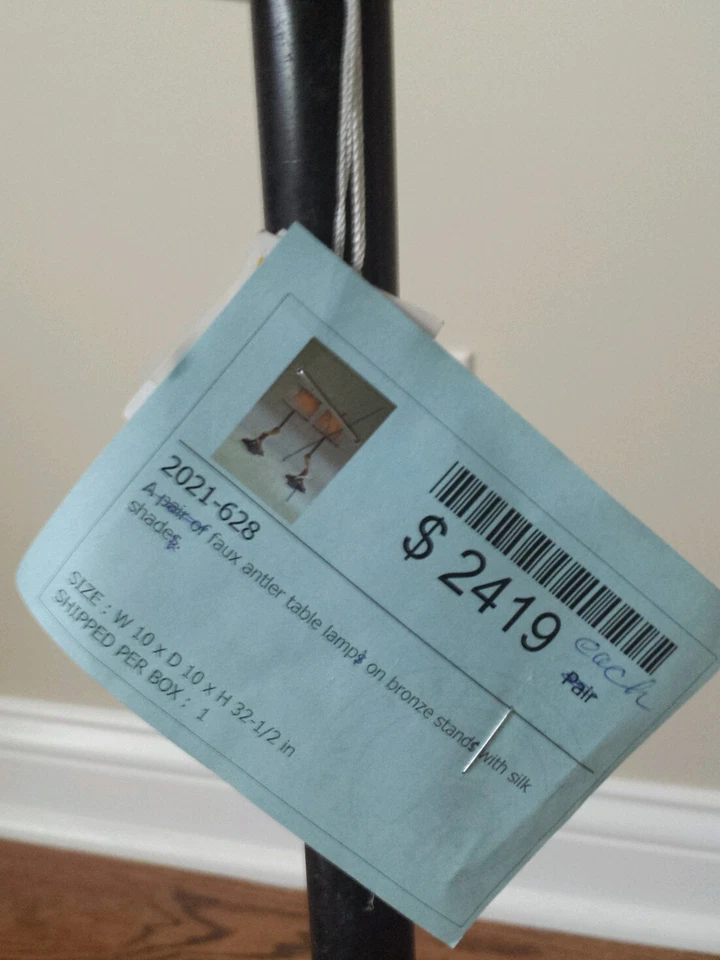 $ 2419
each
Pair
2021-628
A pair of faux antler table lamps on bronze stands with silk
shades.
SIZE : W 10 X D 10 X H 32-1/2 in
SHIPPED PER BOX : 1